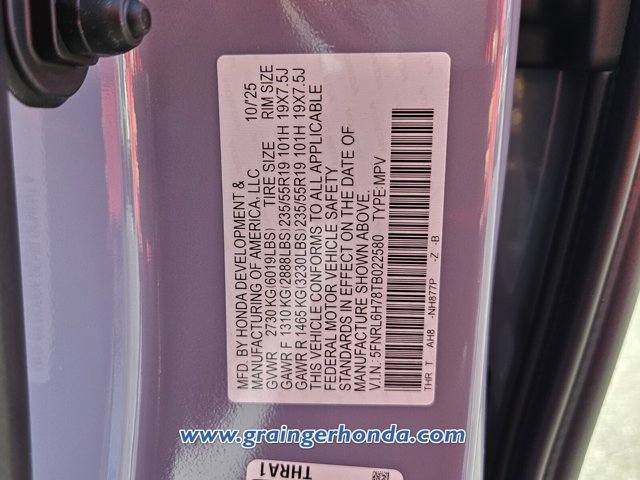 MFD. BY HONDA DEVELOPMENT & 10/'25
MANUFACTURING OF AMERICA, LLC
GVWR 2730 KG(6019LBS) TIRE SIZE RIM SIZE
GAWR F 1310 KG(2888LBS)235/55R19 101H 19X7.5J
GAWR R 1465 KG(3230LBS)235/55R19 101H 19X7.5J
THIS VEHICLE CONFORMS TO ALL APPLICABLE
FEDERAL MOTOR VEHICLE SAFETY
STANDARDS IN EFFECT ON THE DATE OF
MANUFACTURE SHOWN ABOVE.
V.I.N.: 5FNRL6H78TB022580 TYPE:MPV
THR T AH8 -NH877P -Z -B
www.graingerhonda.com
THRA1